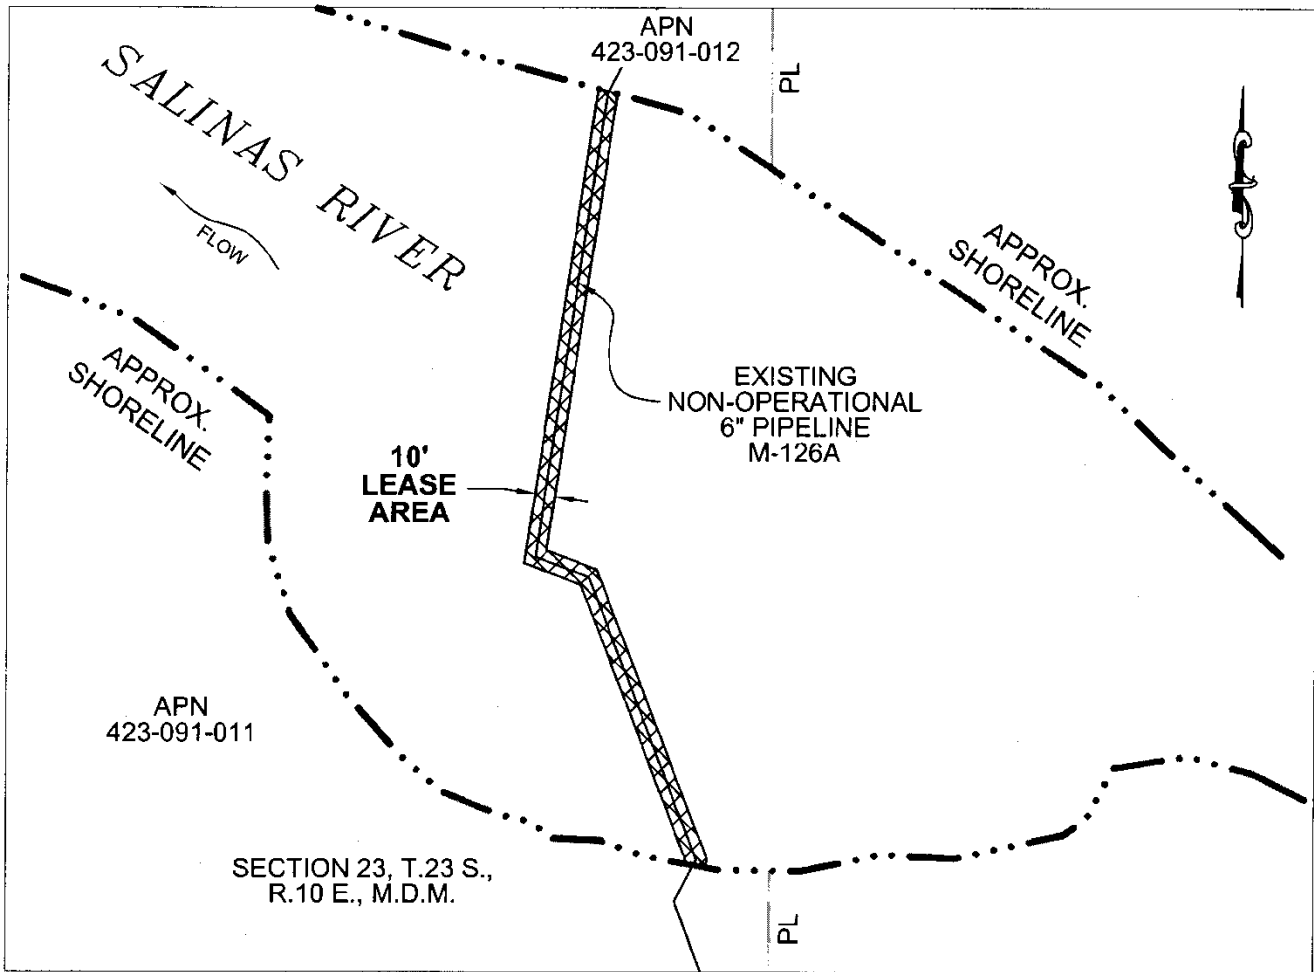 APN
423-091-012
PL
SALINAS RIVER
FLOW
APPROX.
SHORELINE
APPROX.
SHORELINE
EXISTING
NON-OPERATIONAL
6" PIPELINE
M-126A
10'
LEASE
AREA
APN
423-091-011
SECTION 23, T.23 S.,
R.10 E., M.D.M.
PL